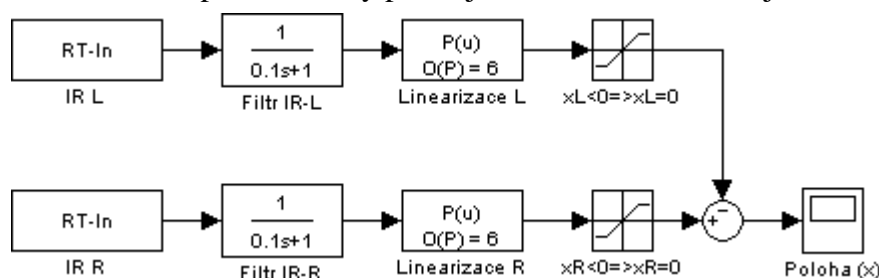 RT-In
1
0.1s+1
P(u)
O(P) = 6
IR L
Filtr IR-L
Linearizace L
xL<0=>xL=0
RT-In
1
0.1s+1
P(u)
O(P) = 6
+
−
IR R
Filtr IR-R
Linearizace R
xR<0=>xR=0
Poloha (x)